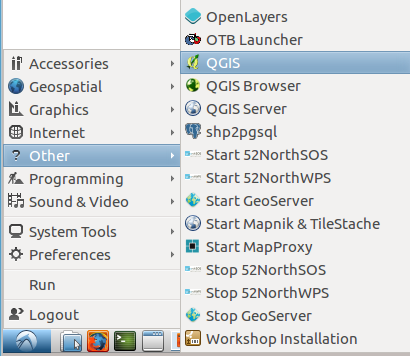 Accessories
Geospatial
Graphics
Internet
Other
Programming
Sound & Video
System Tools
Preferences
Run
Logout
OpenLayers
OTB Launcher
QGIS
QGIS Browser
QGIS Server
shp2pgsql
Start 52NorthSOS
Start 52NorthWPS
Start GeoServer
Start Mapnik & TileStache
Start MapProxy
Stop 52NorthSOS
Stop 52NorthWPS
Stop GeoServer
Workshop Installation